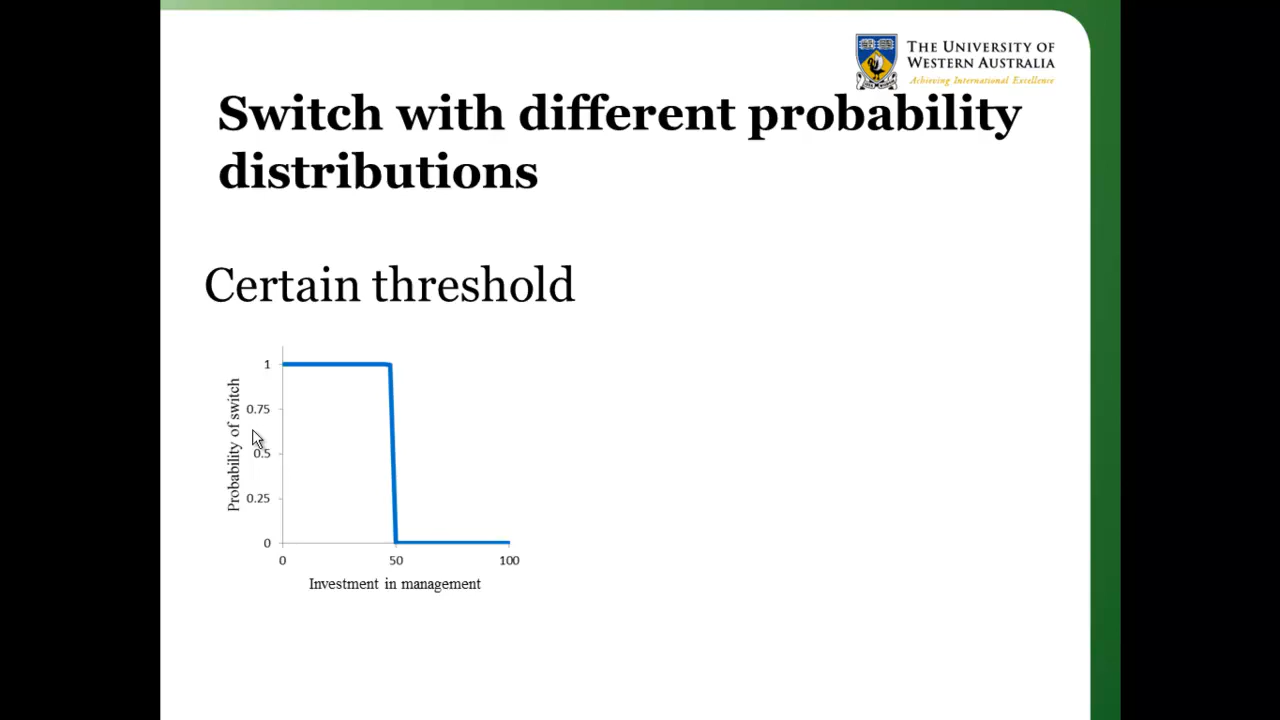 THE UNIVERSITY OF
WESTERN AUSTRALIA
Achieving International Excellence
Switch with different probability
distributions
Certain threshold
Probability of switch
1
0.75
0.5
0.25
0
0
50
100
Investment in management